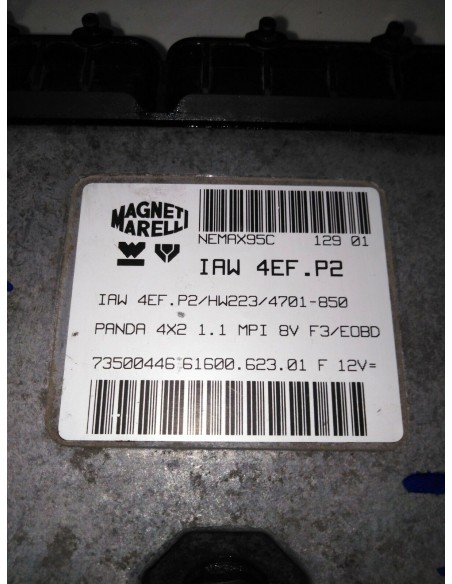 MAGNETI
MARELLI
NEMAX95C 129 01
IAW 4EF.P2
IAW 4EF.P2/HW223/4701-850
PANDA 4X2 1.1 MPI 8V F3/EOBD
73500446 61600.623.01 F 12V=